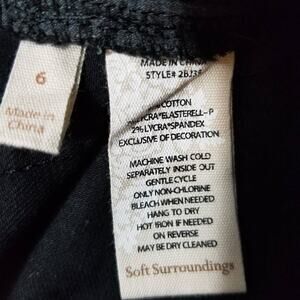 6
Made in
China
MADE IN CHINA
STYLE#
COTTON
LYCRA*ELASTERELL-P
2% LYCRA*SPANDEX
EXCLUSIVE OF DECORATION
MACHINE WASH COLD
SEPARATELY INSIDE OUT
GENTLE CYCLE
ONLY NON-CHLORINE
BLEACH WHEN NEEDED
HANG TO DRY
HOT IRON IF NEEDED
ON REVERSE
MAY BE DRY CLEANED
Soft Surroundings